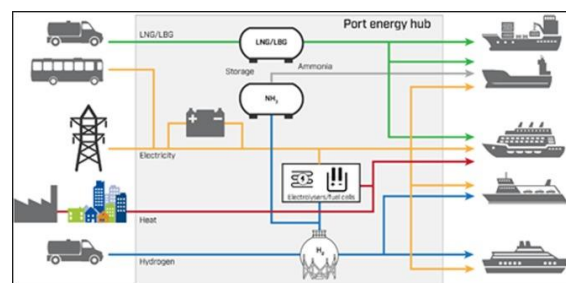 Port energy hub
LNG/LBG
LNG/LBG
Storage
Ammonia
NH3
Electricity
Electrolysers/fuel cells
Heat
Hydrogen
H2